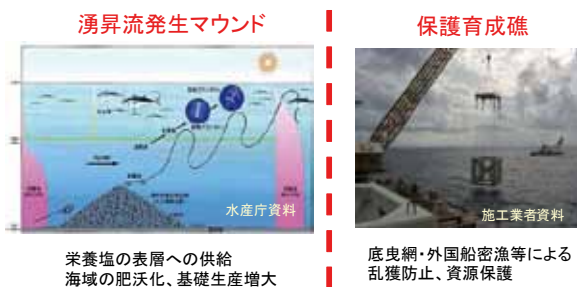 湧昇流発生マウンド
水産庁資料
栄養塩の表層への供給
海域の肥沃化、基礎生産増大
保護育成礁
施工業者資料
底曳網・外国船密漁等による
乱獲防止、資源保護